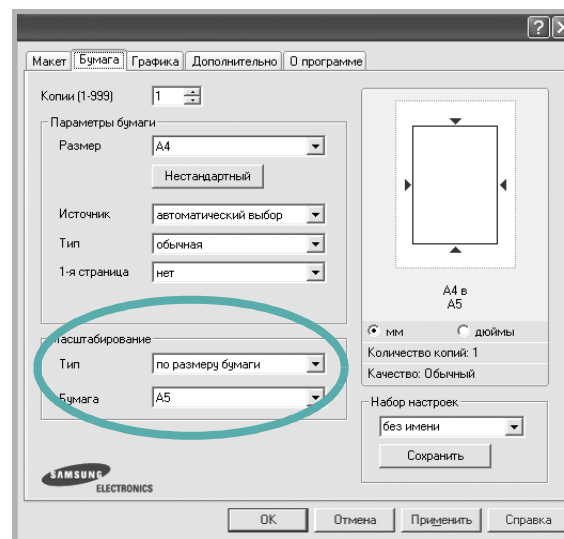 Макет Бумага Графика Дополнительно О программе
Копии (1-999) 1
Параметры бумаги
Размер A4
Нестандартный
Источник автоматический выбор
Тип обычная
1-я страница нет
Масштабирование
Тип по размеру бумаги
Бумага A5
A4 в
A5
мм дюймы
Количество копий: 1
Качество: Обычный
Набор настроек
без имени
Сохранить
SAMSUNG
ELECTRONICS
OK Отмена Применить Справка